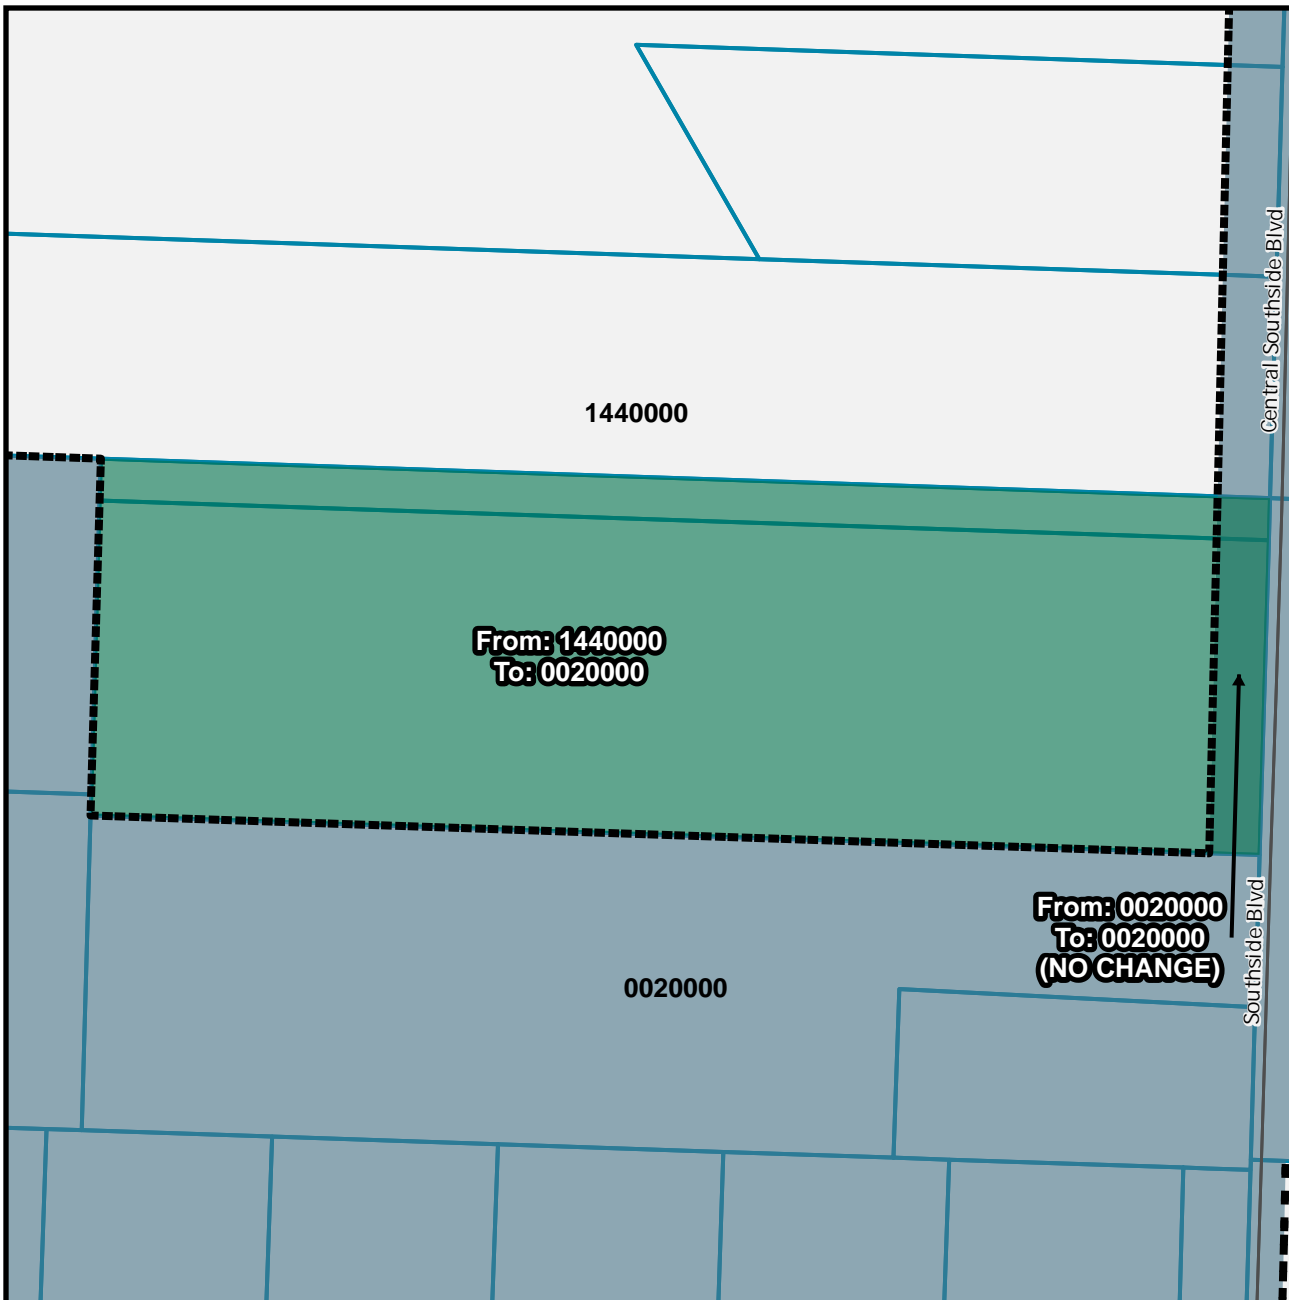 Central Southside Blvd
1440000
From: 1440000
To: 0020000
From: 0020000
To: 0020000
(NO CHANGE)
Southside Blvd
0020000